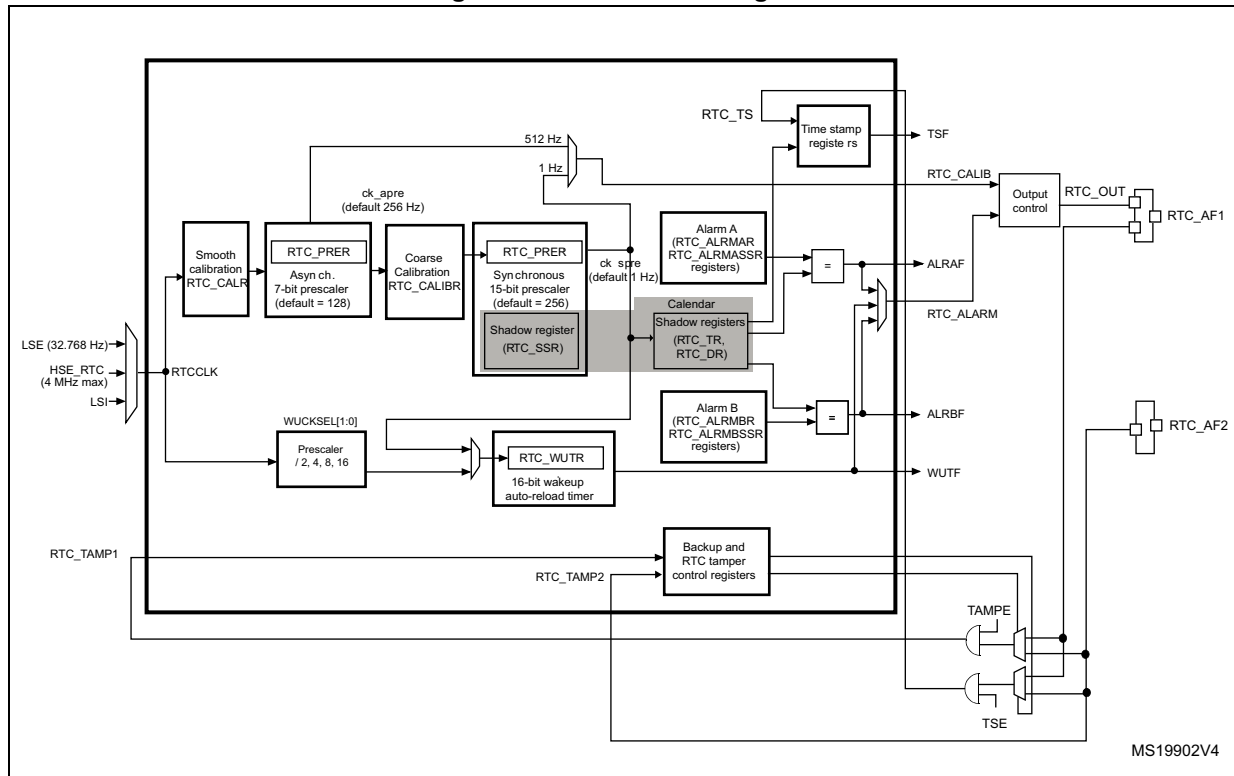 RTC_TS
Time stamp
registe rs
TSF
512 Hz
1 Hz
RTC_CALIB
Output
control
RTC_OUT
RTC_AF1
ck_apre
(default 256 Hz)
Smooth
calibration
RTC_CALR
RTC_PRER
Asyn ch.
7-bit prescaler
(default = 128)
Coarse
Calibration
RTC_CALIBR
RTC_PRER
Syn chronous
15-bit prescaler
(default = 256)
ck_spre
(default 1 Hz)
Alarm A
(RTC_ALRMAR
RTC_ALRMASSR
registers)
=
ALRAF
RTC_ALARM
Calendar
Shadow register
(RTC_SSR)
Shadow registers
(RTC_TR,
RTC_DR)
LSE (32.768 Hz)
HSE_RTC
(4 MHz max)
LSI
RTCCLK
Alarm B
(RTC_ALRMBR
RTC_ALRMBSSR
registers)
=
ALRBF
RTC_AF2
WUCKSEL[1:0]
Prescaler
/ 2, 4, 8, 16
RTC_WUTR
16-bit wakeup
auto-reload timer
WUTF
RTC_TAMP1
RTC_TAMP2
Backup and
RTC tamper
control registers
TAMPE
TSE
MS19902V4